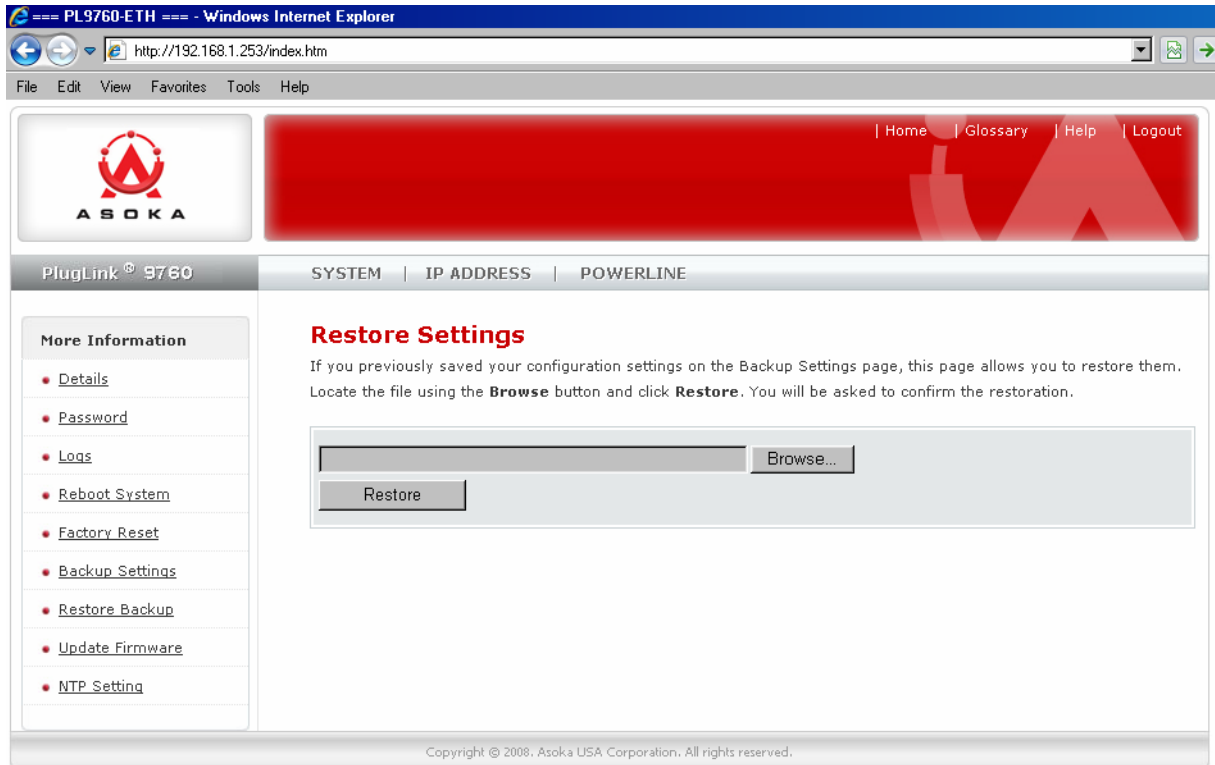 === PL9760-ETH === - Windows Internet Explorer
http://192.168.1.253/index.htm
File Edit View Favorites Tools Help
| Home | Glossary | Help | Logout
ASOKA
PlugLink ® 9760
SYSTEM | IP ADDRESS | POWERLINE
More Information
Details
Password
Logs
Reboot System
Factory Reset
Backup Settings
Restore Backup
Update Firmware
NTP Setting
Restore Settings
If you previously saved your configuration settings on the Backup Settings page, this page allows you to restore them.
Locate the file using the Browse button and click Restore. You will be asked to confirm the restoration.
Browse...
Restore
Copyright © 2008. Asoka USA Corporation. All rights reserved.